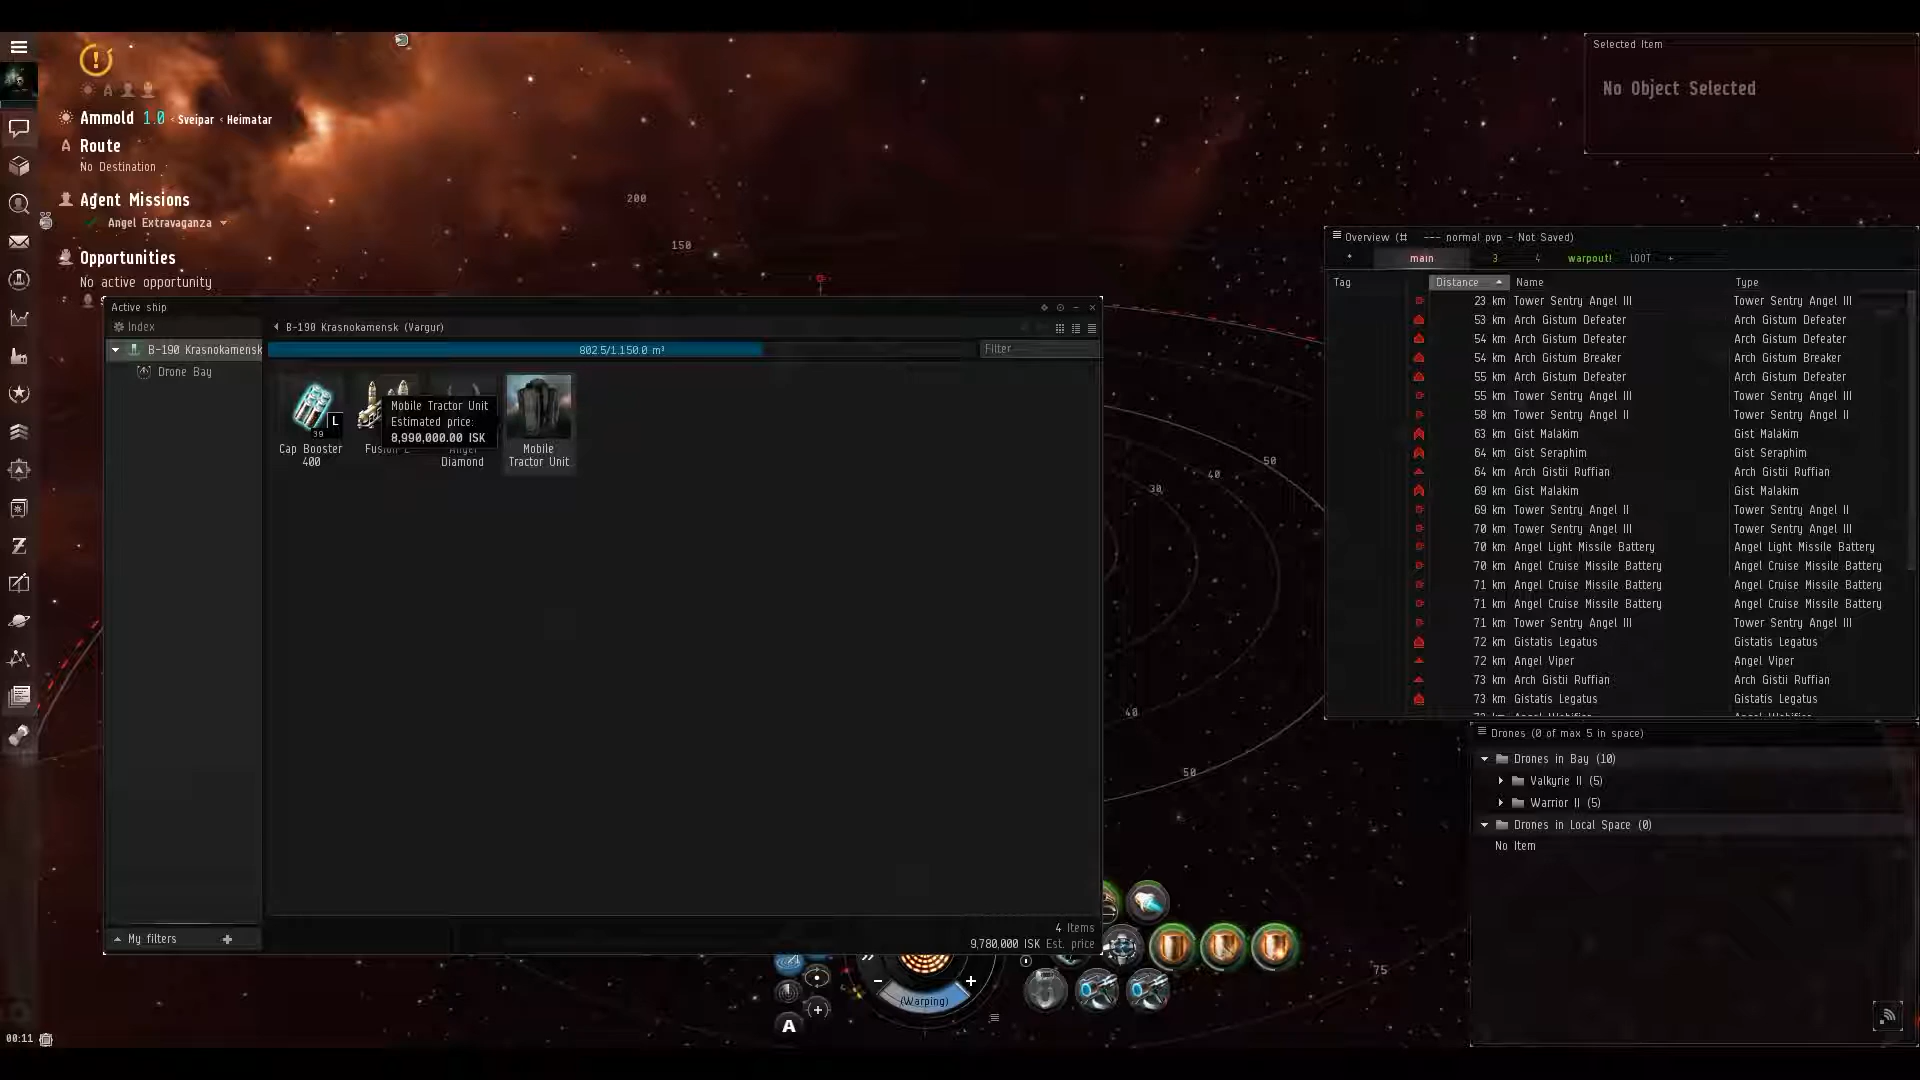 Ammold 1.0 < Sveipar < Heimatar
Route
No Destination
Agent Missions
Angel Extravaganza
Opportunities
No active opportunity
200
150
Active ship
Index
B-190 Krasnokamensk (Vargur)
B-190 Krasnokamensk
Drone Bay
802.5/1,150.0 m³
Filter
39
L
Cap Booster
400
Mobile Tractor Unit
Estimated price:
8,990,000.00 ISK
Diamond
Mobile
Tractor Unit
My filters
4 Items
9,780,000 ISK Est. price
50
40
30
40
50
75
(Warping)
A
00:11
Selected Item
No Object Selected
Overview (# --- normal pvp - Not Saved)
* main 3 4 warpout! LOOT +
Tag Distance Name Type
23 km Tower Sentry Angel III Tower Sentry Angel III
53 km Arch Gistum Defeater Arch Gistum Defeater
54 km Arch Gistum Defeater Arch Gistum Defeater
54 km Arch Gistum Breaker Arch Gistum Breaker
55 km Arch Gistum Defeater Arch Gistum Defeater
55 km Tower Sentry Angel III Tower Sentry Angel III
58 km Tower Sentry Angel II Tower Sentry Angel II
63 km Gist Malakim Gist Malakim
64 km Gist Seraphim Gist Seraphim
64 km Arch Gistii Ruffian Arch Gistii Ruffian
69 km Gist Malakim Gist Malakim
69 km Tower Sentry Angel II Tower Sentry Angel II
70 km Tower Sentry Angel III Tower Sentry Angel III
70 km Angel Light Missile Battery Angel Light Missile Battery
70 km Angel Cruise Missile Battery Angel Cruise Missile Battery
71 km Angel Cruise Missile Battery Angel Cruise Missile Battery
71 km Angel Cruise Missile Battery Angel Cruise Missile Battery
71 km Tower Sentry Angel III Tower Sentry Angel III
72 km Gistatis Legatus Gistatis Legatus
72 km Angel Viper Angel Viper
73 km Arch Gistii Ruffian Arch Gistii Ruffian
73 km Gistatis Legatus Gistatis Legatus
Drones (0 of max 5 in space)
Drones in Bay (10)
Valkyrie II (5)
Warrior II (5)
Drones in Local Space (0)
No Item